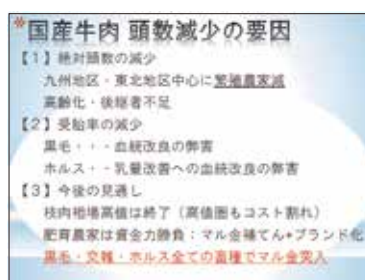 *国産牛肉 頭数減少の要因
【1】絶対頭数の減少
九州地区・東北地区中心に繁殖農家減
高齢化・後継者不足
【2】受胎率の減少
黒毛・・・血統改良の弊害
ホルス・・乳量改善への血統改良の弊害
【3】今後の見通し
枝肉相場高値は終了(高値圏もコスト割れ)
肥育農家は資金力勝負:マル金補てん+ブランド化
黒毛・交雑・ホルス全ての畜種でマル金突入